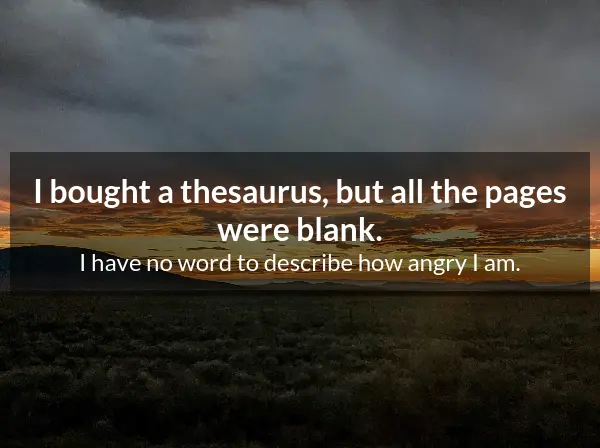 I bought a thesaurus, but all the pages
were blank.
I have no word to describe how angry I am.